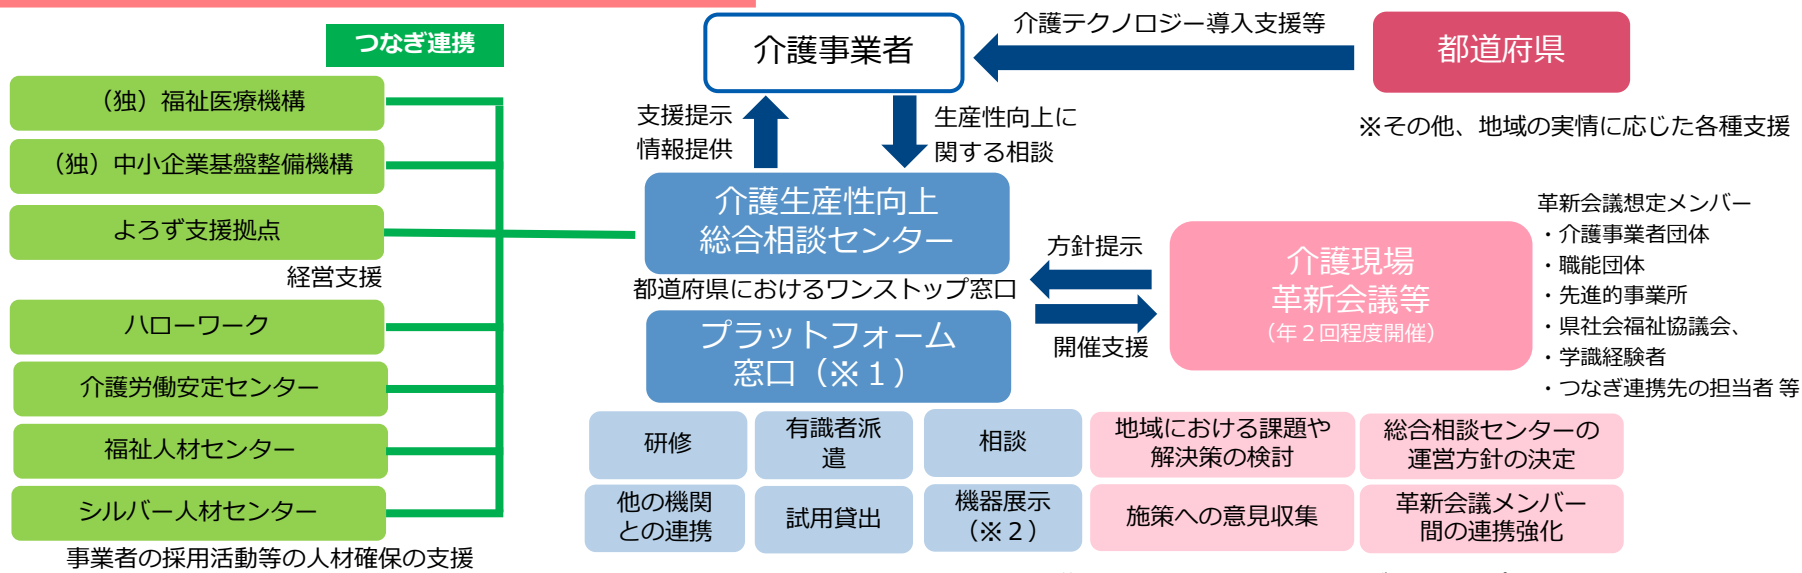 つなぎ連携
（独）福祉医療機構
（独）中小企業基盤整備機構
よろず支援拠点
経営支援
ハローワーク
介護労働安定センター
福祉人材センター
シルバー人材センター
事業者の採用活動等の人材確保の支援
介護事業者
介護テクノロジー導入支援等
都道府県
※その他、地域の実情に応じた各種支援
支援提示
情報提供
生産性向上に
関する相談
介護生産性向上
総合相談センター
都道府県におけるワンストップ窓口
プラットフォーム
窓口（※１）
方針提示
開催支援
介護現場
革新会議等
（年２回程度開催）
革新会議想定メンバー
・介護事業者団体
・職能団体
・先進的事業所
・県社会福祉協議会、
・学識経験者
・つなぎ連携先の担当者 等
研修
有識者派
遣
相談
地域における課題や
解決策の検討
総合相談センターの
運営方針の決定
他の機関
との連携
試用貸出
機器展示
（※２）
施策への意見収集
革新会議メンバー
間の連携強化